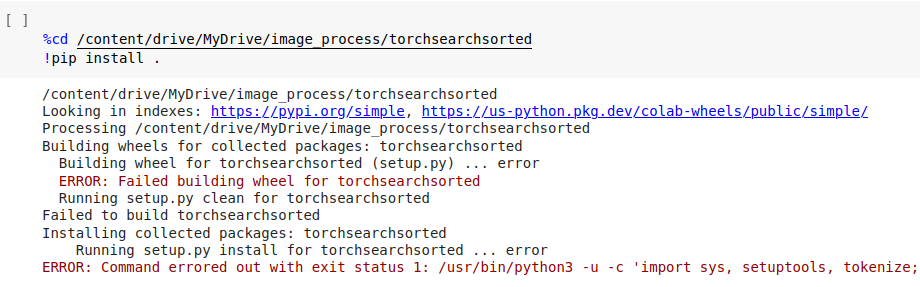 [ ]
%cd /content/drive/MyDrive/image_process/torchsearchsorted
!pip install .
/content/drive/MyDrive/image_process/torchsearchsorted
Looking in indexes: https://pypi.org/simple, https://us-python.pkg.dev/colab-wheels/public/simple/
Processing /content/drive/MyDrive/image_process/torchsearchsorted
Building wheels for collected packages: torchsearchsorted
  Building wheel for torchsearchsorted (setup.py) ... error
  ERROR: Failed building wheel for torchsearchsorted
  Running setup.py clean for torchsearchsorted
Failed to build torchsearchsorted
Installing collected packages: torchsearchsorted
    Running setup.py install for torchsearchsorted ... error
ERROR: Command errored out with exit status 1: /usr/bin/python3 -u -c 'import sys, setuptools, tokenize;